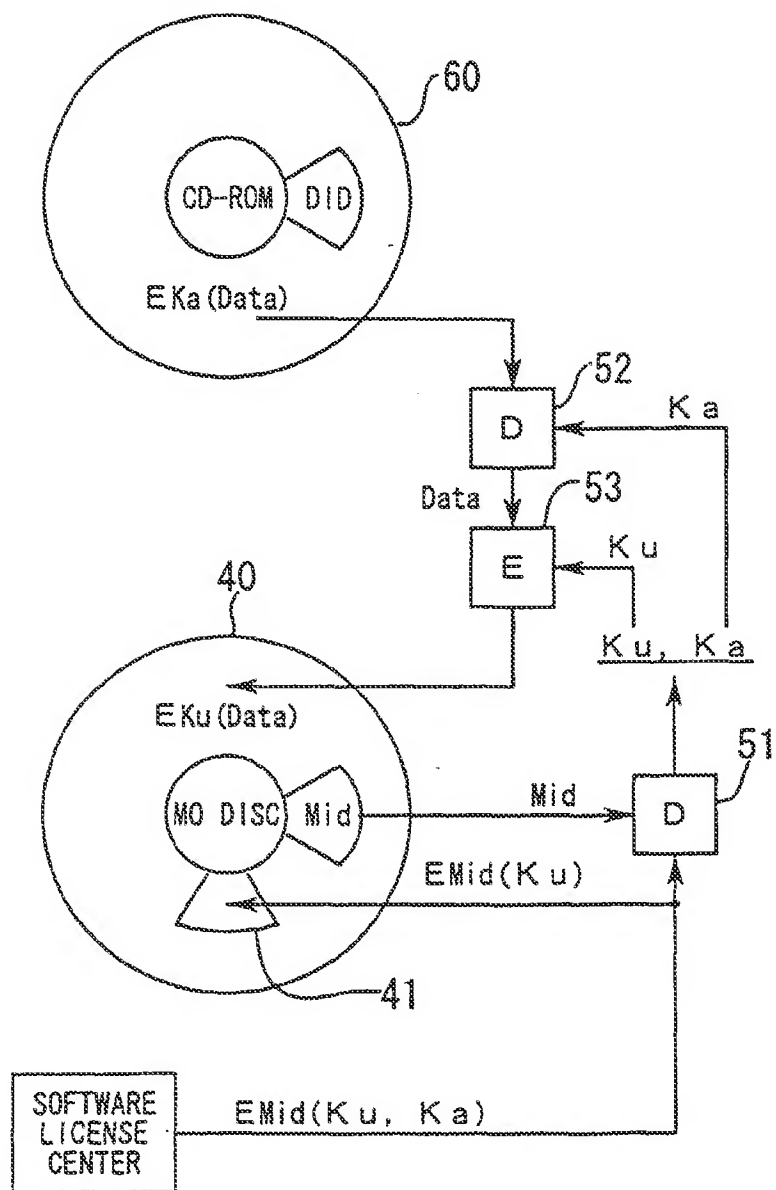 60
CD-ROM
DID
EKa(Data)
52
Ka
D
Data
53
Ku
E
40
Ku, Ka
EKu(Data)
51
MO DISC
Mid
Mid
D
EMid(Ku)
41
SOFTWARE
LICENSE
CENTER
EMid(Ku, Ka)